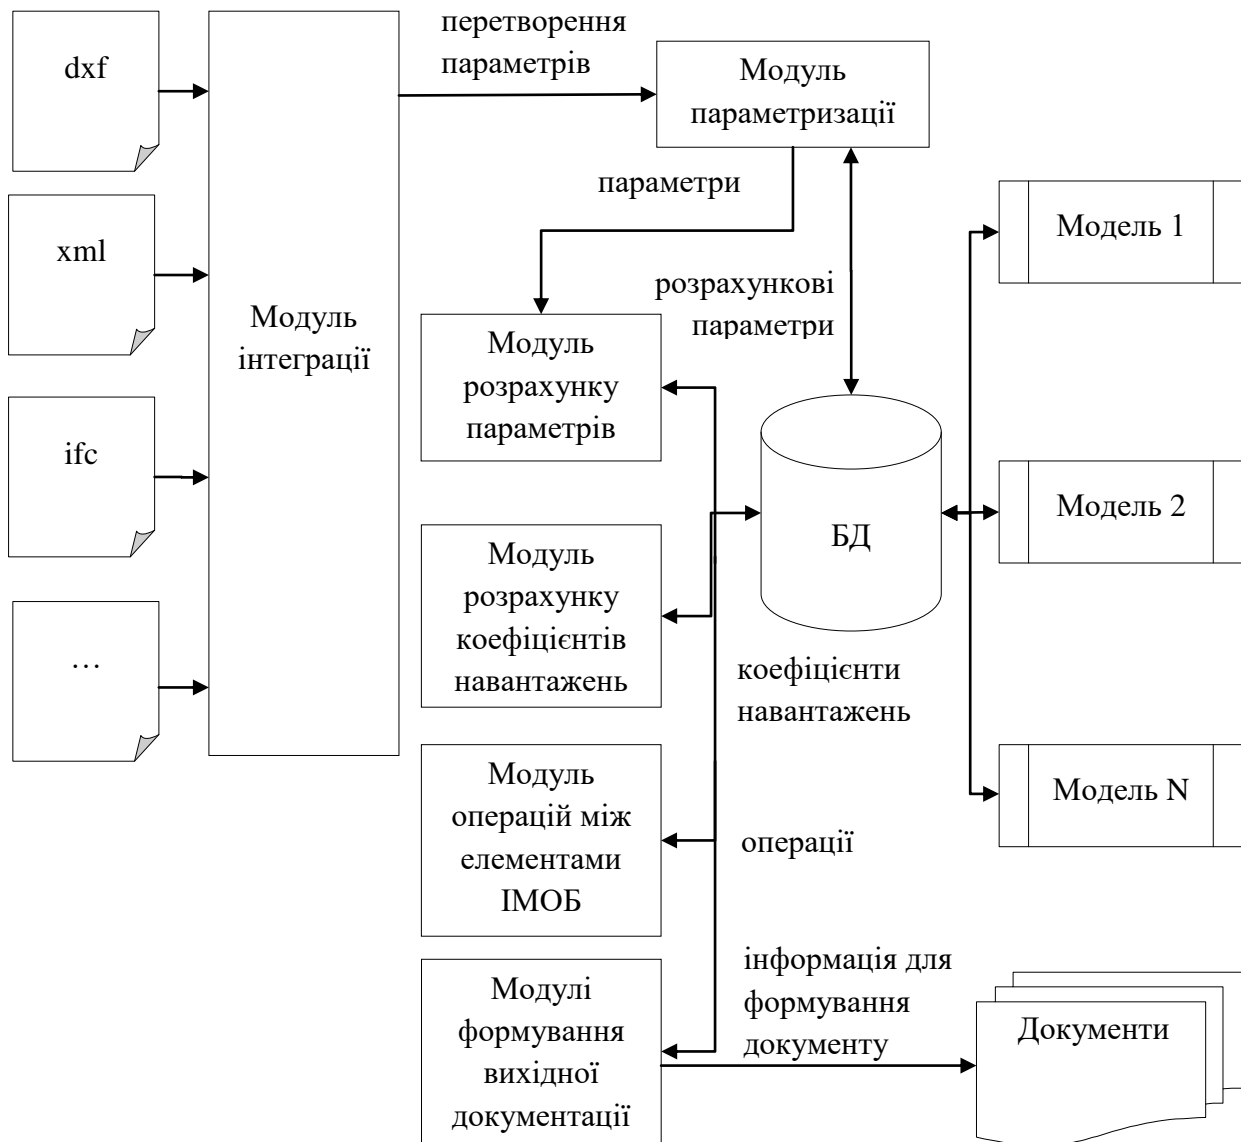 dxf
xml
ifc
…
Модуль
інтеграції
перетворення
параметрів
Модуль
параметризації
параметри
розрахункові
параметри
Модуль
розрахунку
параметрів
Модуль
розрахунку
коефіцієнтів
навантажень
БД
коефіцієнти
навантажень
Модуль
операцій між
елементами
ІМОБ
операції
Модулі
формування
вихідної
документації
інформація для
формування
документу
Документи
Модель 1
Модель 2
Модель N